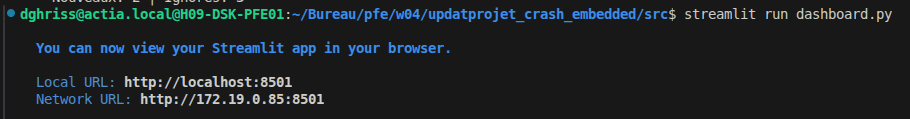 dghriss@actia.local@H09-DSK-PFE01:~/Bureau/pfe/w04/updatprojet_crash_embedded/src$ streamlit run dashboard.py
You can now view your Streamlit app in your browser.
Local URL: http://localhost:8501
Network URL: http://172.19.0.85:8501